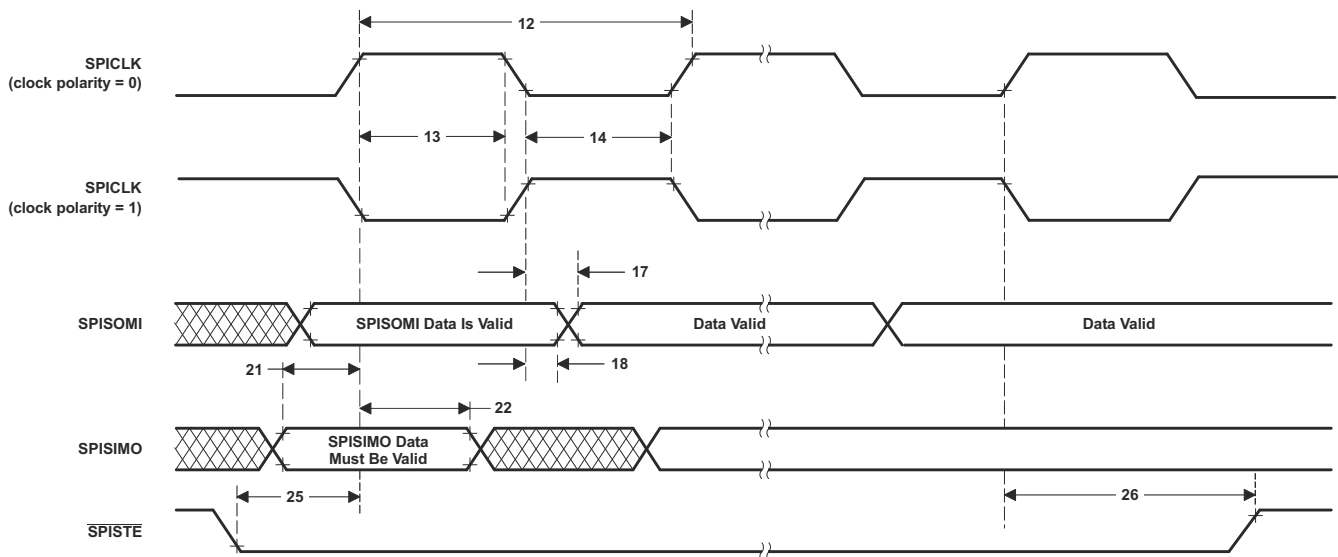 12
SPICLK
(clock polarity = 0)
13
14
SPICLK
(clock polarity = 1)
17
SPISOMI
SPISOMI Data Is Valid
Data Valid
Data Valid
18
21
22
SPISIMO
SPISIMO Data
Must Be Valid
25
26
SPISTE